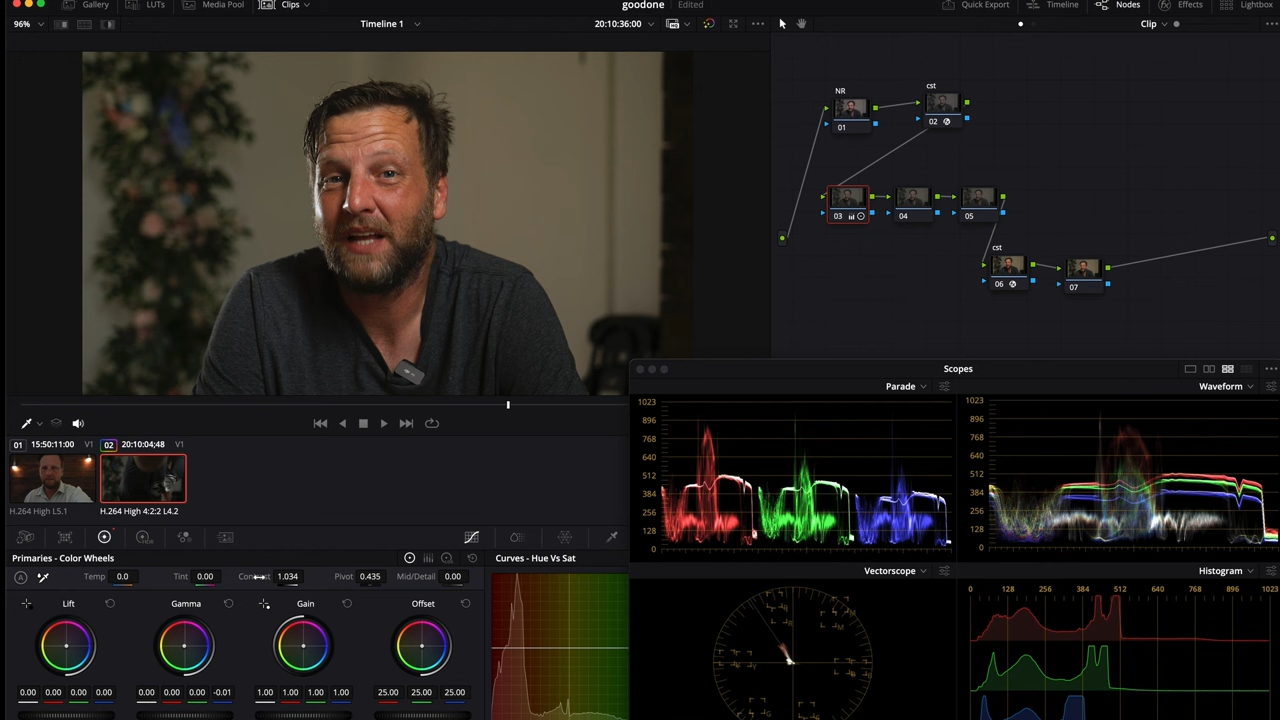 Gallery LUTs Media Pool Clips goodone Edited Quick Export Timeline Nodes Effects Lightbox
96% Timeline 1 20:10:36:00 Clip
NR
cst
01
02
03
04
05
cst
06
07
Scopes
Parade
Waveform
1023
896
768
640
512
384
256
128
0
1023
896
768
640
512
384
256
128
0
01 15:50:11:00 V1 02 20:10:04;48 V1
H.264 High L5.1 H.264 High 4:2:2 L4.2
Primaries - Color Wheels Curves - Hue Vs Sat
Vectorscope
Histogram
Temp 0.0 Tint 0.00 1.034 Pivot 0.435 Mid/Detail 0.00
0 128 256 384 512 640 768 896 1023
Lift Gamma Gain Offset
0.00 0.00 0.00 0.00 0.00 0.00 0.00 -0.01 1.00 1.00 1.00 1.00 25.00 25.00 25.00